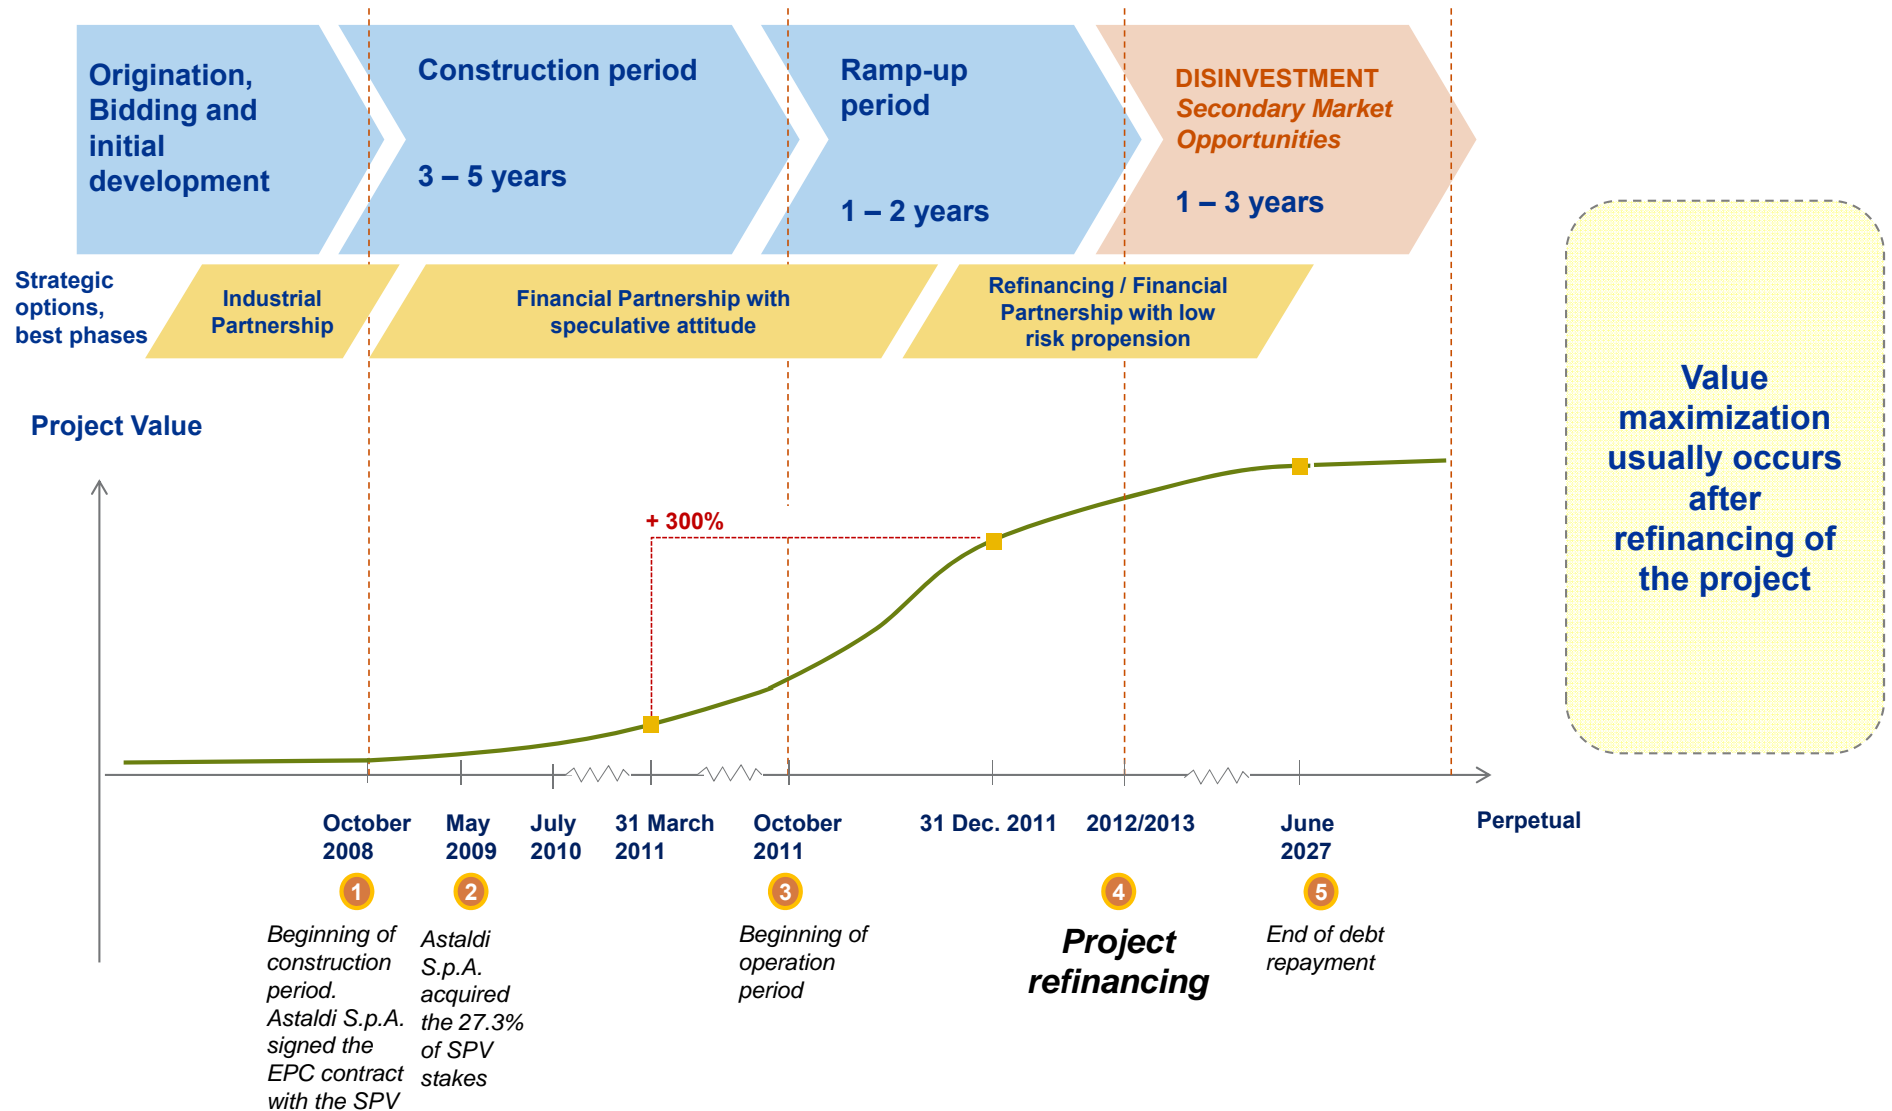 Origination,
Bidding and
initial
development
Construction period
3 – 5 years
Ramp-up
period
1 – 2 years
DISINVESTMENT
Secondary Market
Opportunities
1 – 3 years
Strategic
options,
best phases
Industrial
Partnership
Financial Partnership with
speculative attitude
Refinancing / Financial
Partnership with low
risk propension
Value
maximization
usually occurs
after
refinancing of
the project
Project Value
+ 300%
October
2008
May
2009
July
2010
31 March
2011
October
2011
31 Dec. 2011
2012/2013
June
2027
Perpetual
1
Beginning of
construction
period.
Astaldi S.p.A.
signed the
EPC contract
with the SPV
2
Astaldi
S.p.A.
acquired
the 27.3%
of SPV
stakes
3
Beginning of
operation
period
4
Project
refinancing
5
End of debt
repayment